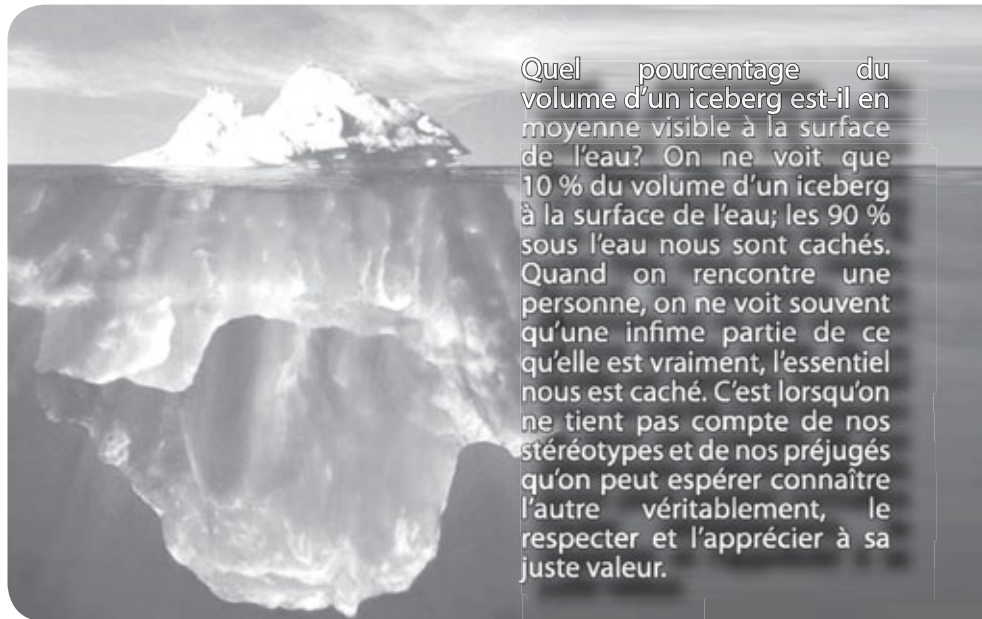 Quel pourcentage du
volume d’un iceberg est-il en
moyenne visible à la surface
de l’eau? On ne voit que
10 % du volume d’un iceberg
à la surface de l’eau; les 90 %
sous l’eau nous sont cachés.
Quand on rencontre une
personne, on ne voit souvent
qu’une infime partie de ce
qu’elle est vraiment, l’essentiel
nous est caché. C’est lorsqu’on
ne tient pas compte de nos
stéréotypes et de nos préjugés
qu’on peut espérer connaître
l’autre véritablement, le
respecter et l’apprécier à sa
juste valeur.